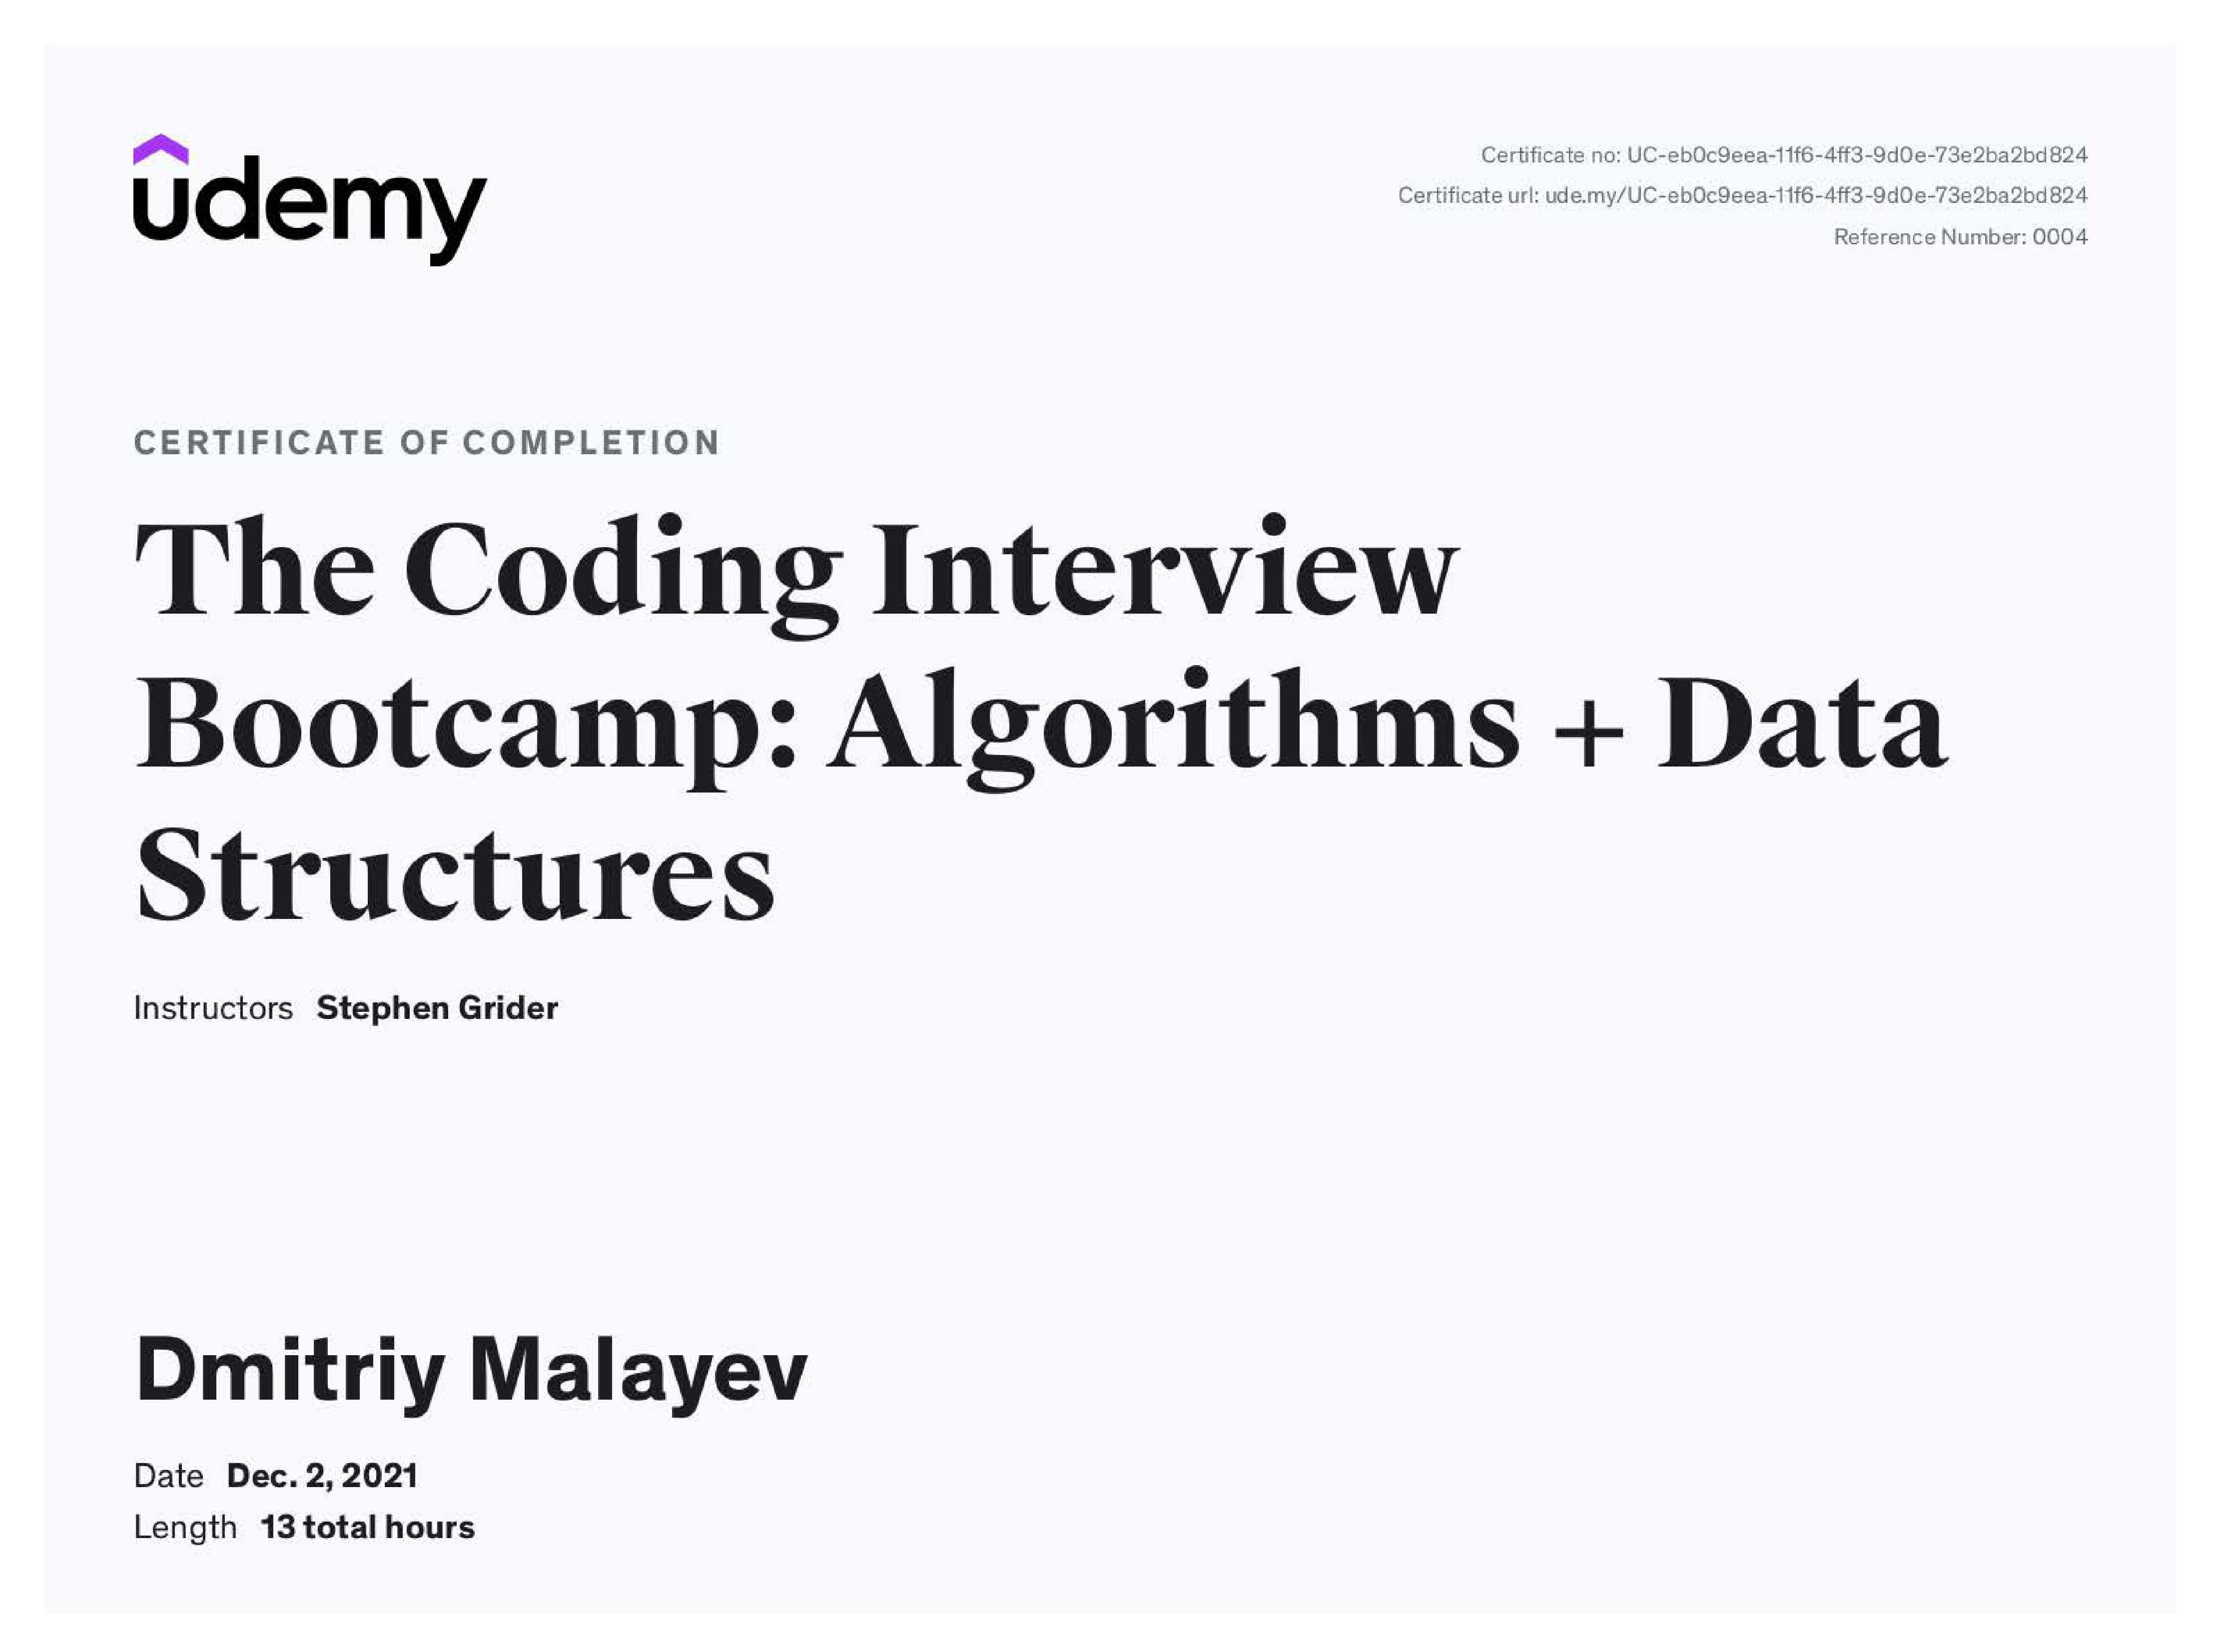 udemy
Certificate no: UC-eb0c9eea-11f6-4ff3-9d0e-73e2ba2bd824
Certificate url: ude.my/UC-eb0c9eea-11f6-4ff3-9d0e-73e2ba2bd824
Reference Number: 0004
CERTIFICATE OF COMPLETION
The Coding Interview
Bootcamp: Algorithms + Data
Structures
Instructors Stephen Grider
Dmitriy Malayev
Date Dec. 2, 2021
Length 13 total hours